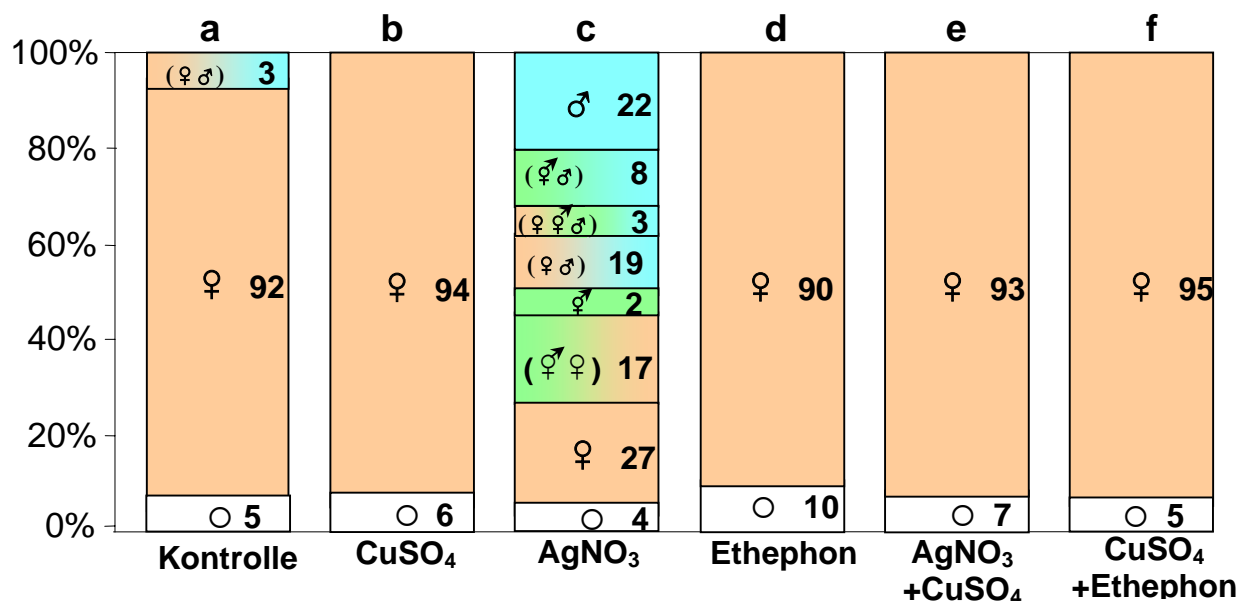 a b c d e f
100%
80%
60%
40%
20%
0%
(♀♂) 3
♀ 92
○ 5
♀ 94
○ 6
♂ 22
(⚥♂) 8
(♀⚥♂) 3
(♀♂) 19
⚥ 2
(⚥♀) 17
♀ 27
○ 4
♀ 90
○ 10
♀ 93
○ 7
♀ 95
○ 5
Kontrolle
CuSO₄
AgNO₃
Ethephon
AgNO₃
+CuSO₄
CuSO₄
+Ethephon